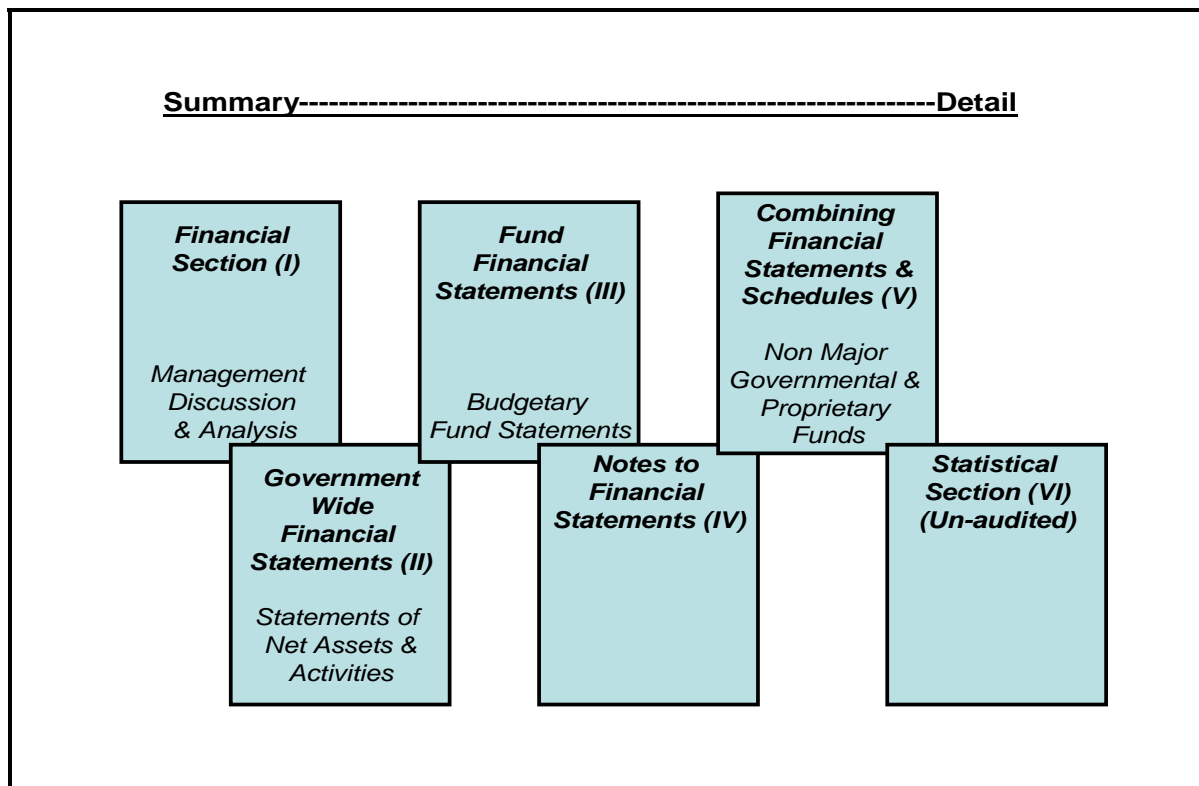 Summary----------------------------------------------------------------Detail
Financial
Section (I)
Management
Discussion
& Analysis
Government
Wide
Financial
Statements (II)
Statements of
Net Assets &
Activities
Fund
Financial
Statements (III)
Budgetary
Fund Statements
Notes to
Financial
Statements (IV)
Combining
Financial
Statements &
Schedules (V)
Non Major
Governmental &
Proprietary
Funds
Statistical
Section (VI)
(Un-audited)